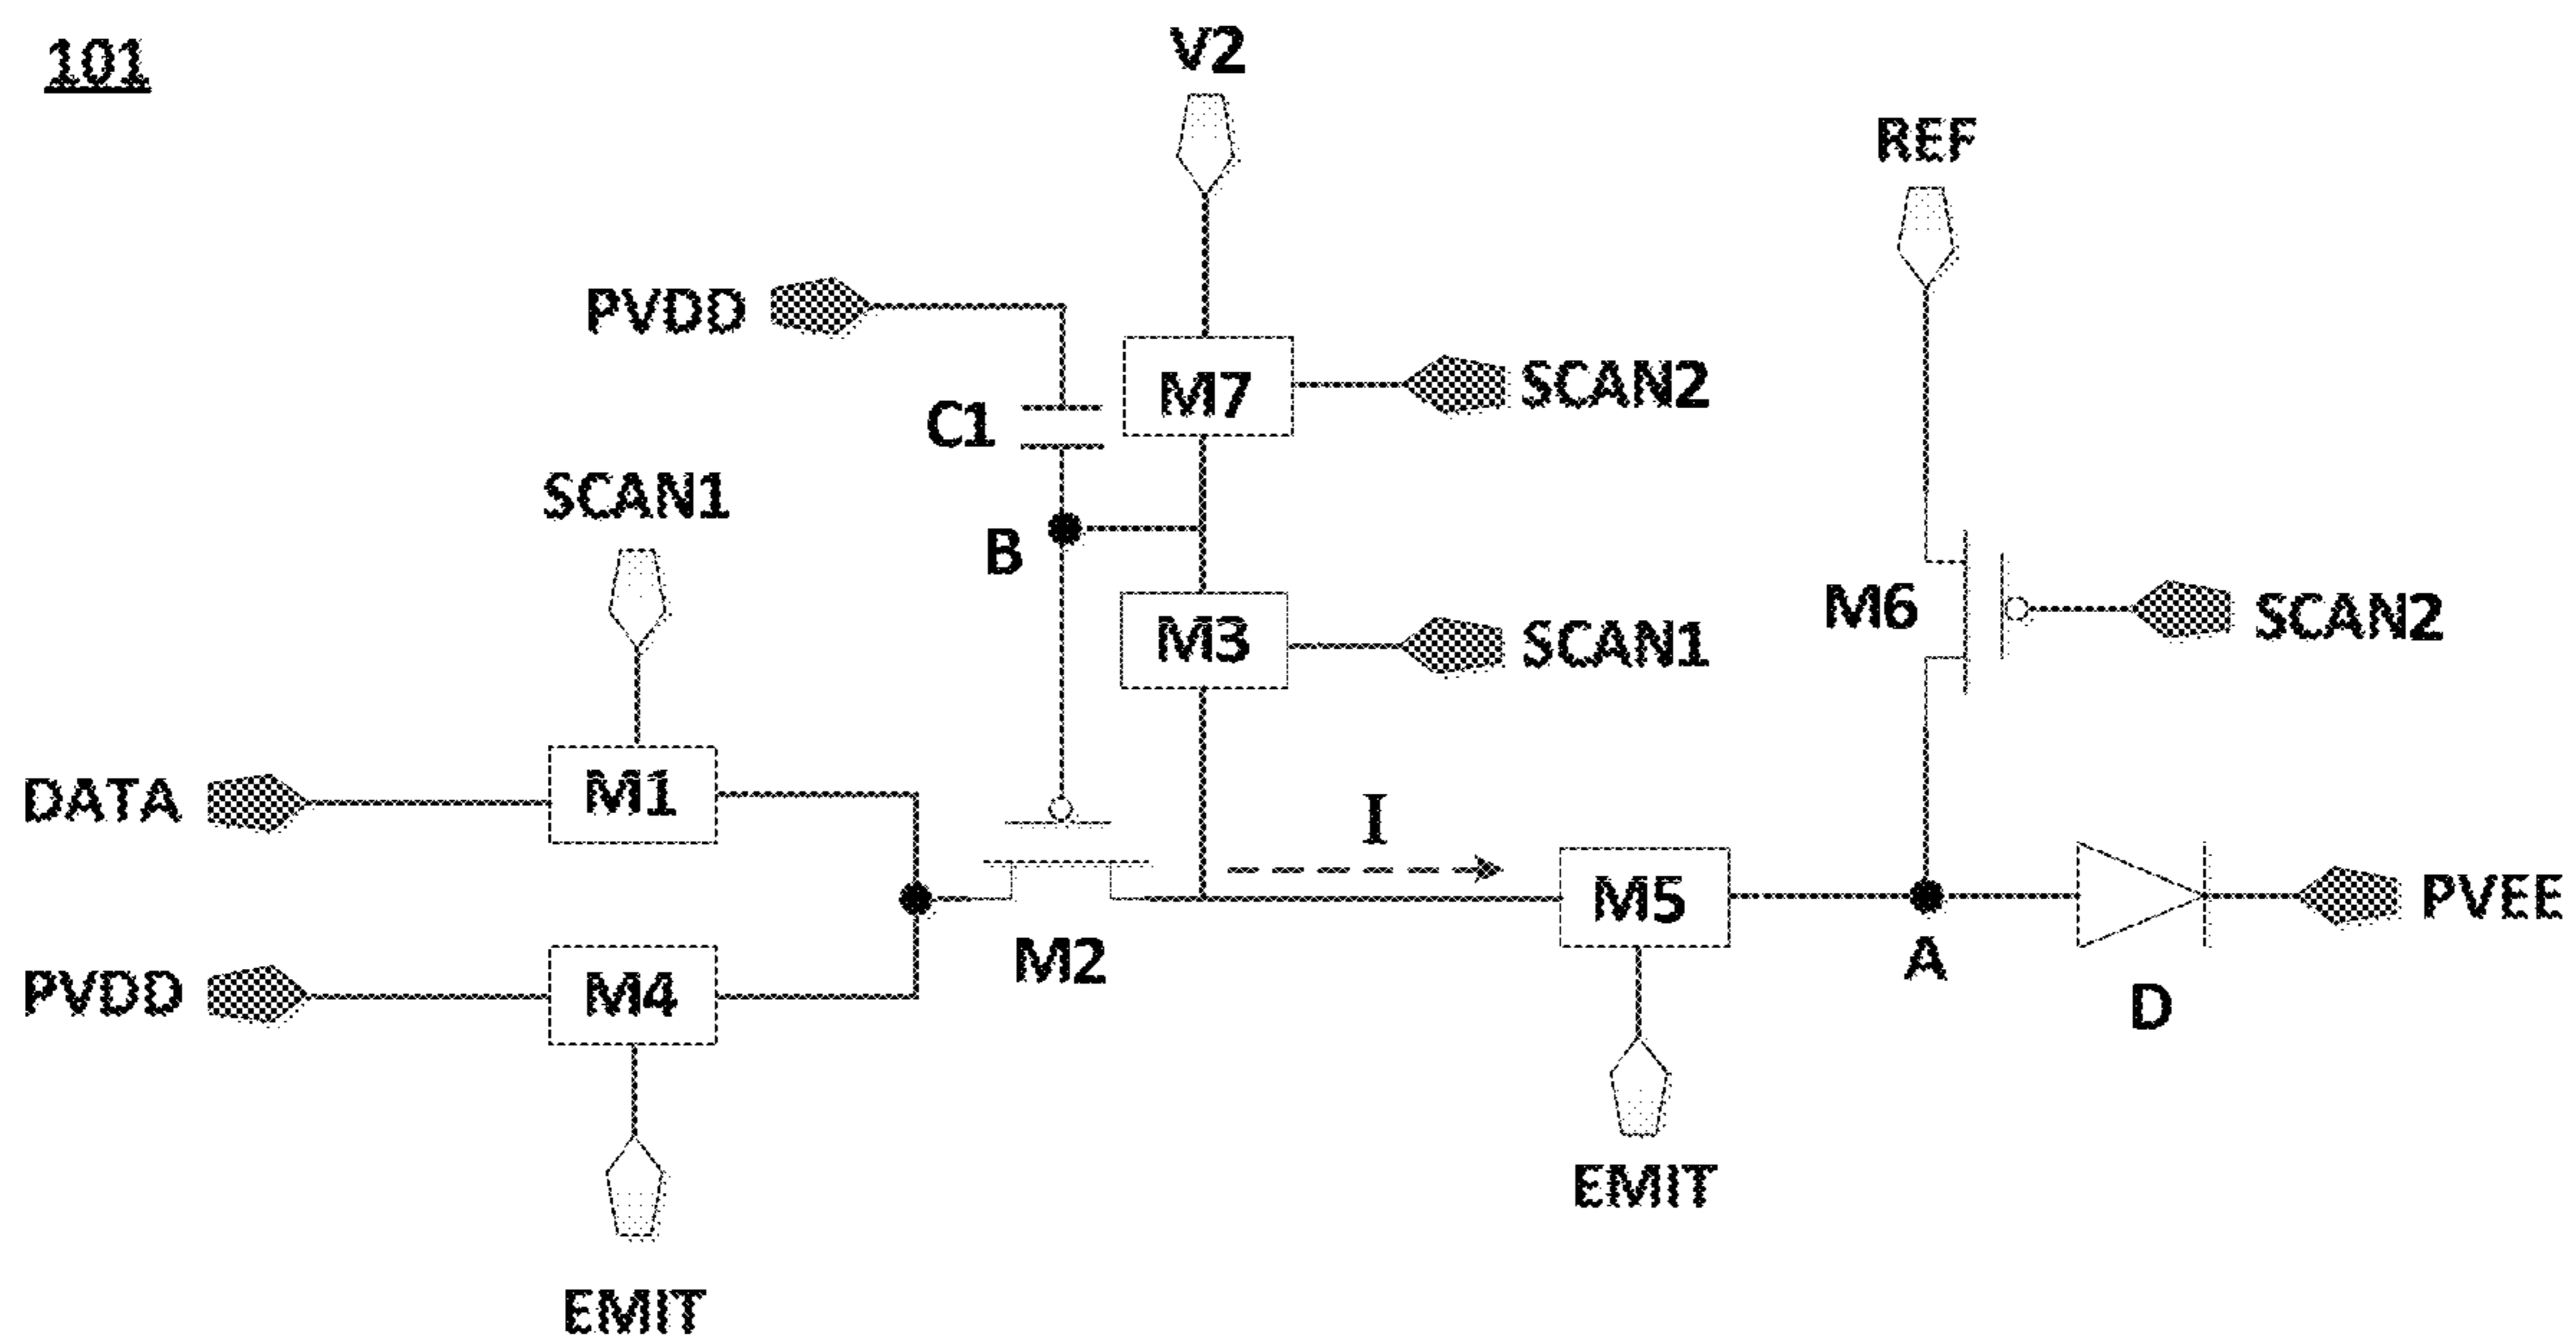 101
V2
REF
PVDD
C1
M7
SCAN2
SCAN1
B
M6
SCAN2
M3
SCAN1
DATA
M1
I
M2
M5
A
PVEE
PVDD
M4
D
EMIT
EMIT